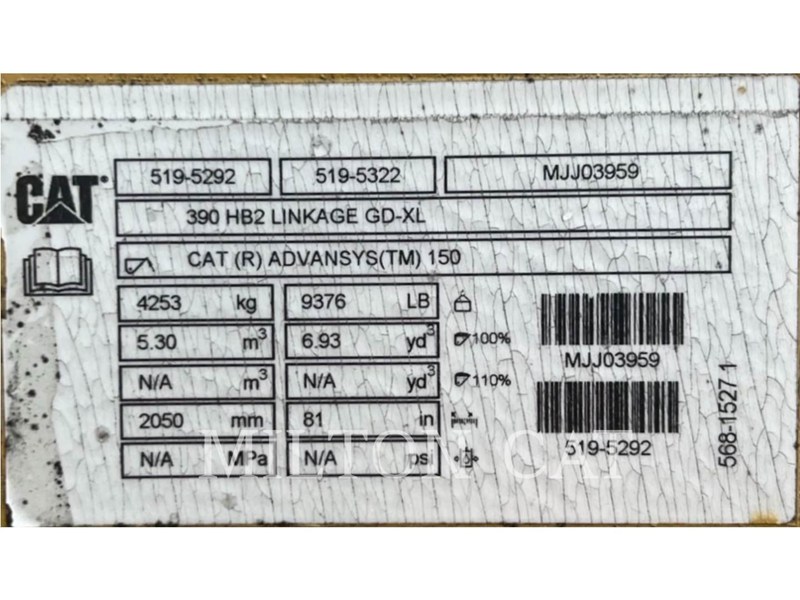 CAT®
519-5292 519-5322 MJJ03959
390 HB2 LINKAGE GD-XL
CAT (R) ADVANSYS(TM) 150
4253 kg 9376 LB
5.30 m³ 6.93 yd³ 100%
N/A m³ N/A yd³ 110%
2050 mm 81 in
N/A MPa N/A psi
MJJ03959
519-5292
568-1527 1
MILTON CAT